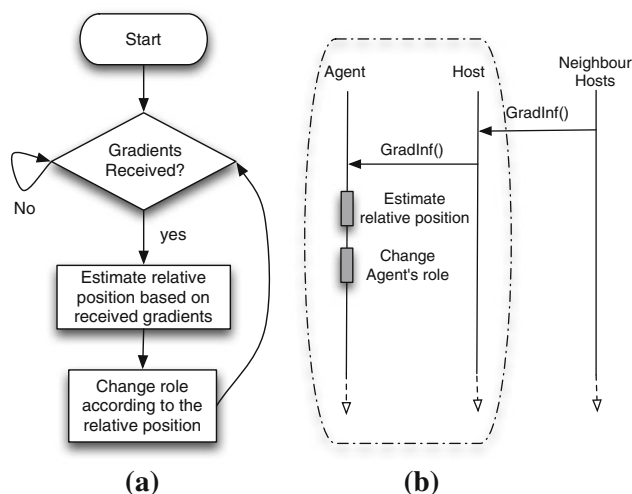 Start
Gradients
Received?
No
yes
Estimate relative
position based on
received gradients
Change role
according to the
relative position
(a)
Agent
Host
Neighbour
Hosts
GradInf()
GradInf()
Estimate
relative position
Change
Agent's role
(b)